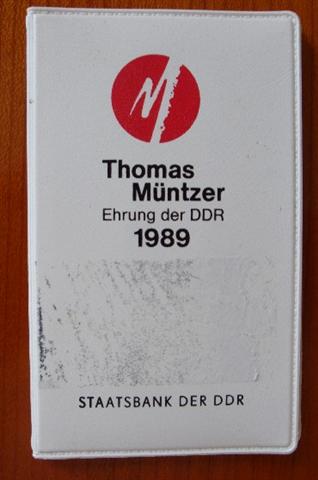 Thomas
Müntzer
Ehrung der DDR
1989
STAATSBANK DER DDR